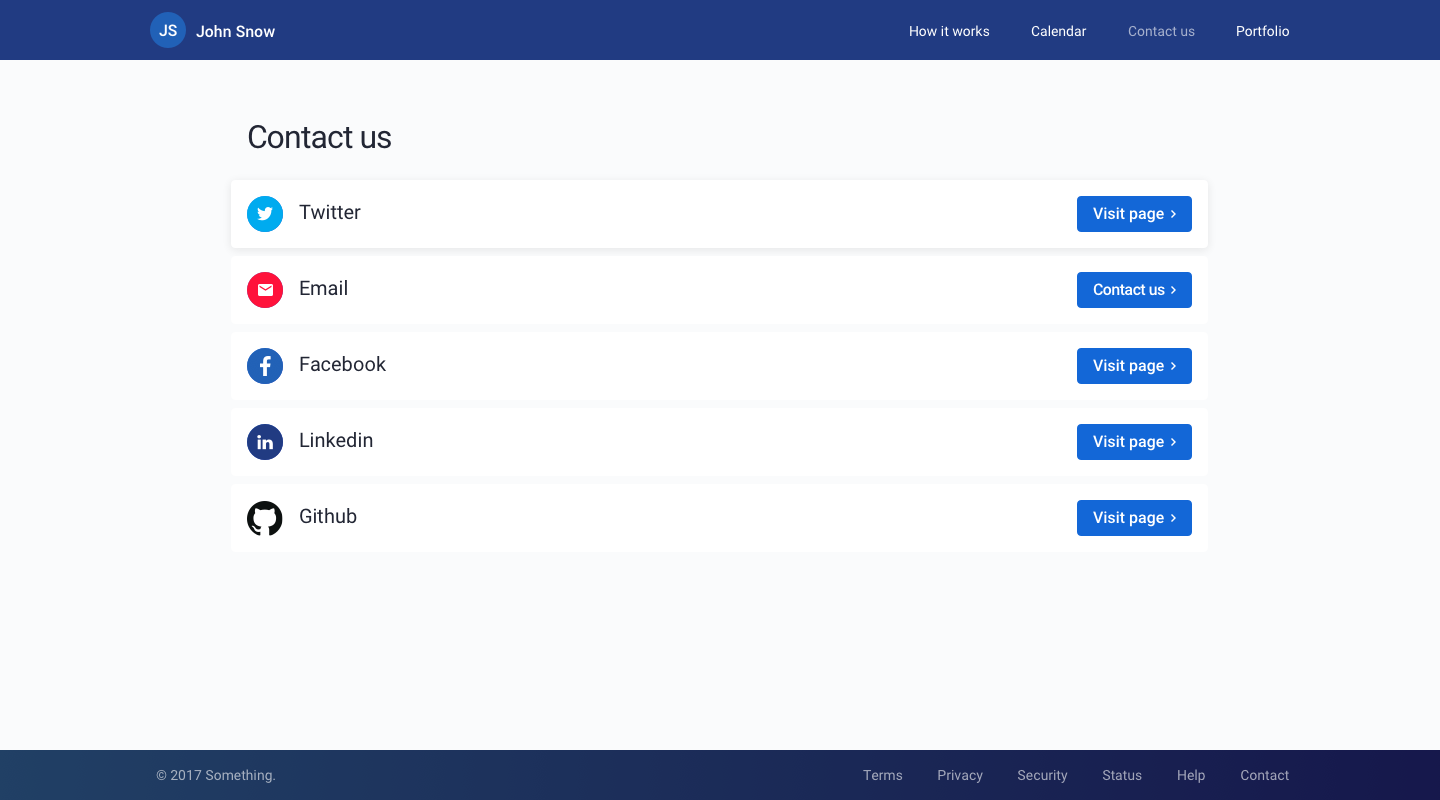 JS John Snow How it works Calendar Contact us Portfolio
Contact us
Twitter Visit page
Email Contact us
Facebook Visit page
Linkedin Visit page
Github Visit page
© 2017 Something. Terms Privacy Security Status Help Contact